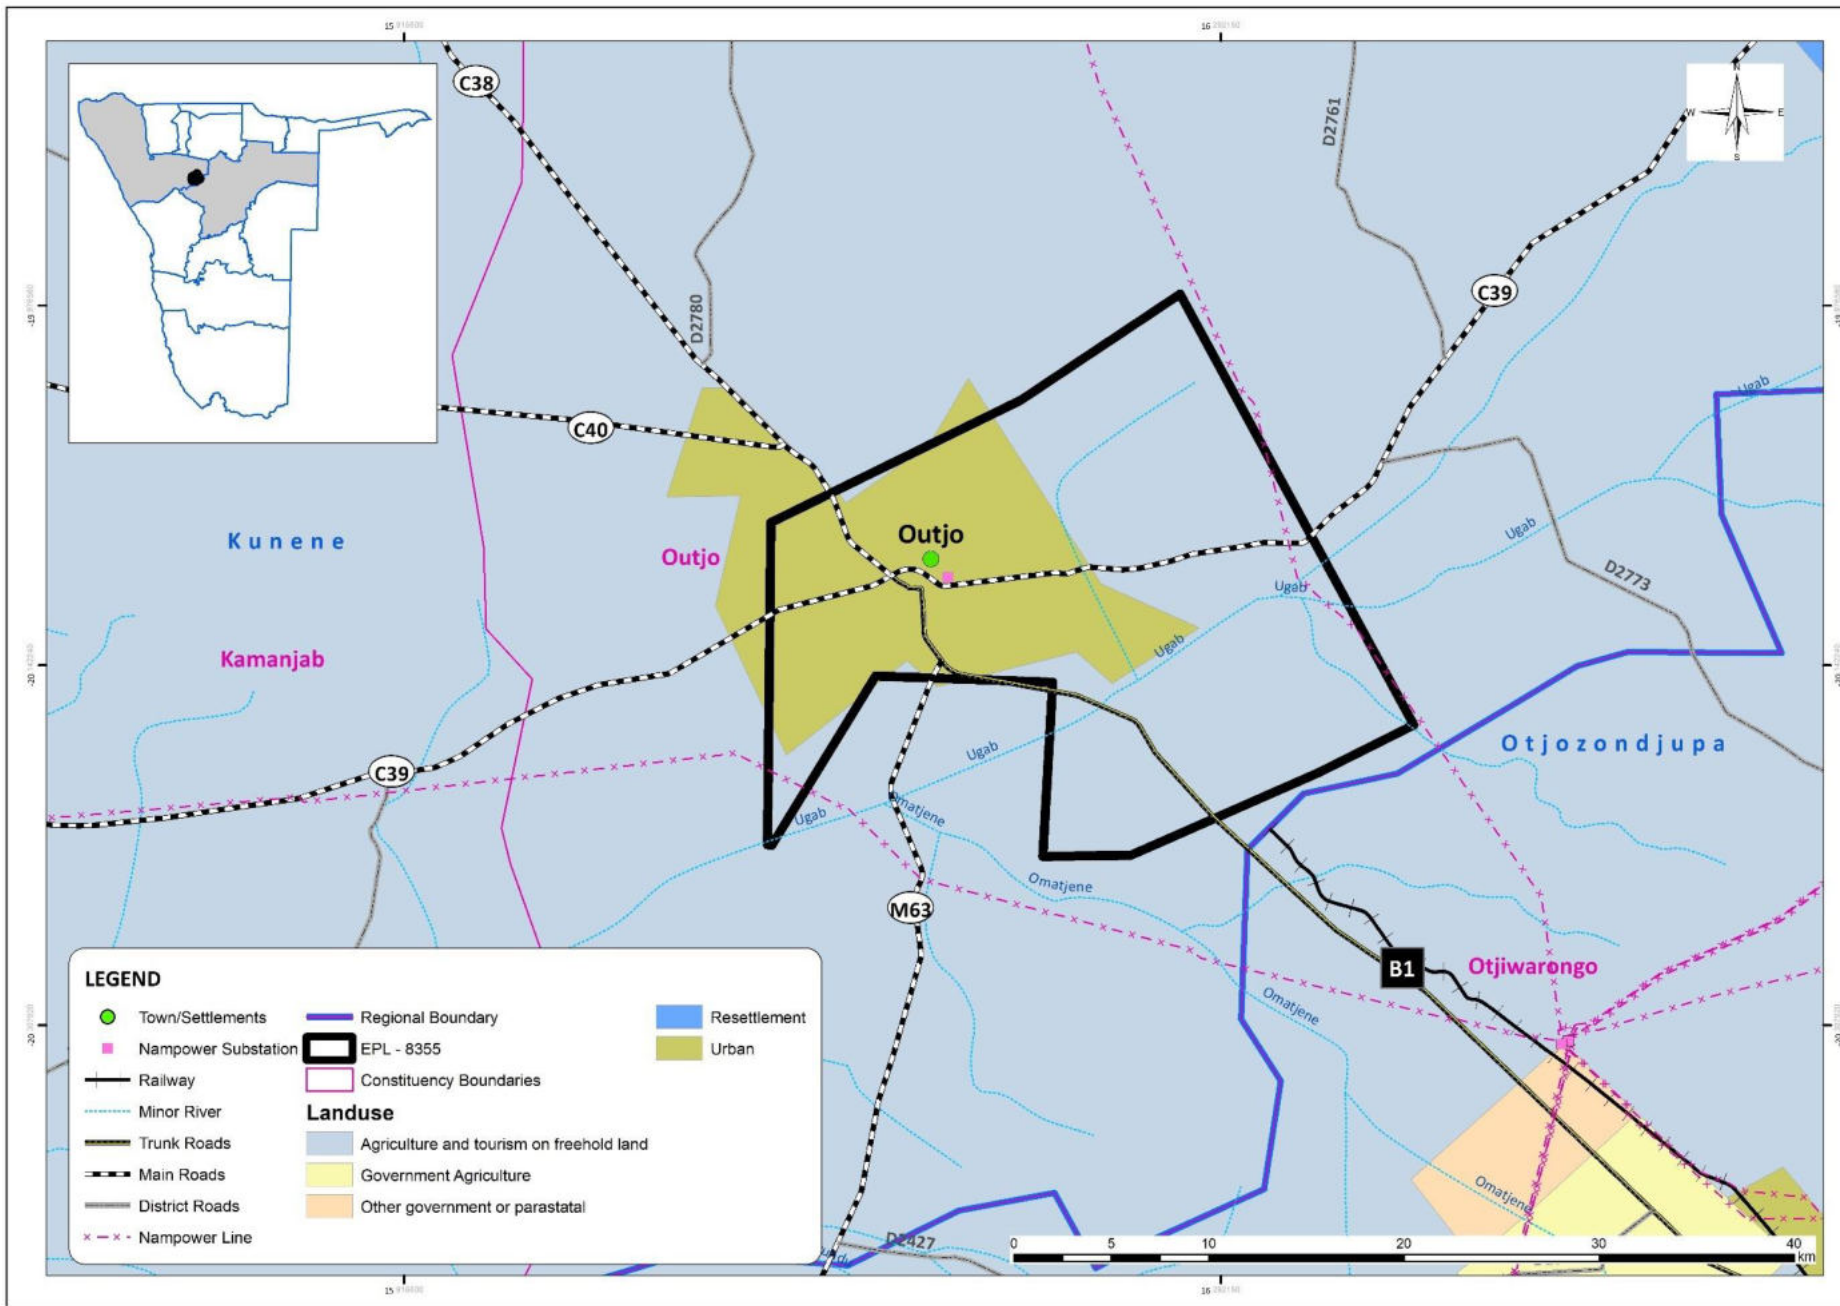 C38
D2780
D2761
N
W E
S
C39
C40
Ugab
Outjo
Ugab
Kunene
Outjo
D2773
Ugab
Kamanjab
Ugab
Ugab
Otjozondjupa
C39
Ugab
Omatjene
Omatjene
M63
B1
Otjiwarongo
Omatjene
Omatjene
D2427
LEGEND
Town/Settlements
Nampower Substation
Railway
Minor River
Trunk Roads
Main Roads
District Roads
Nampower Line
Regional Boundary
EPL - 8355
Constituency Boundaries
Landuse
Agriculture and tourism on freehold land
Government Agriculture
Other government or parastatal
Resettlement
Urban
0 5 10 20 30 40
km